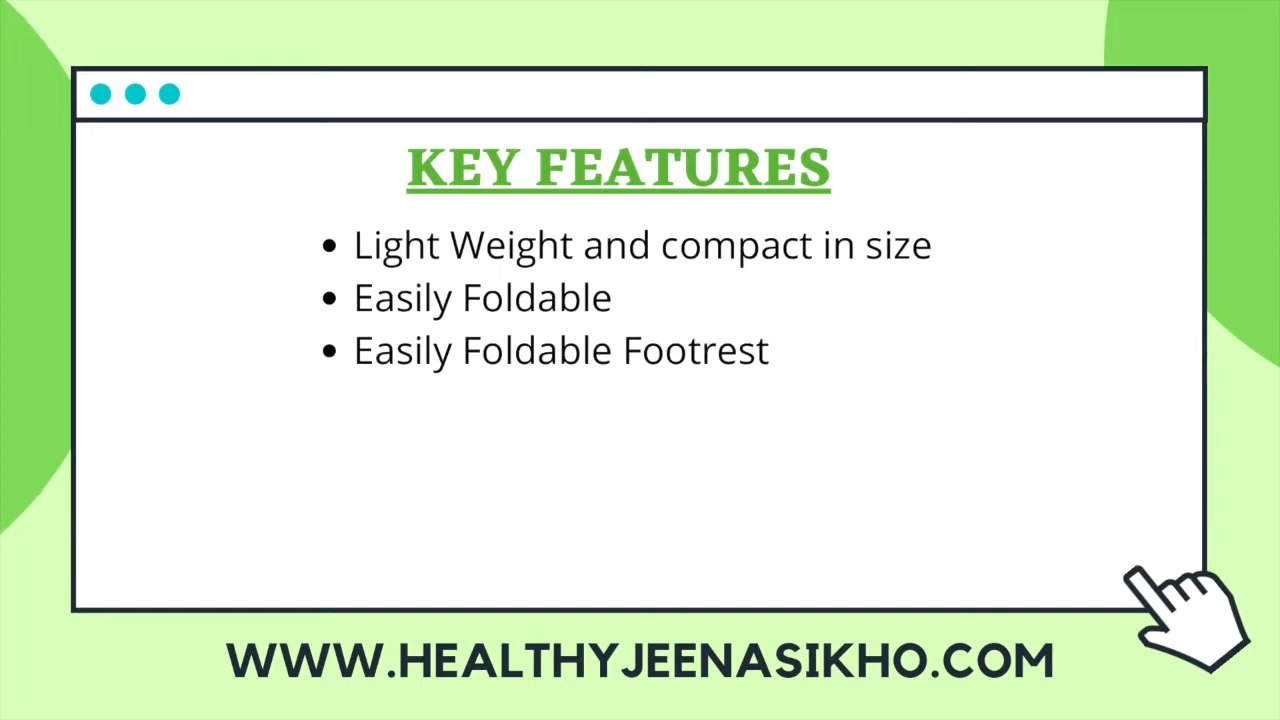 KEY FEATURES
• Light Weight and compact in size
• Easily Foldable
• Easily Foldable Footrest
WWW.HEALTHYJEENASIKHO.COM